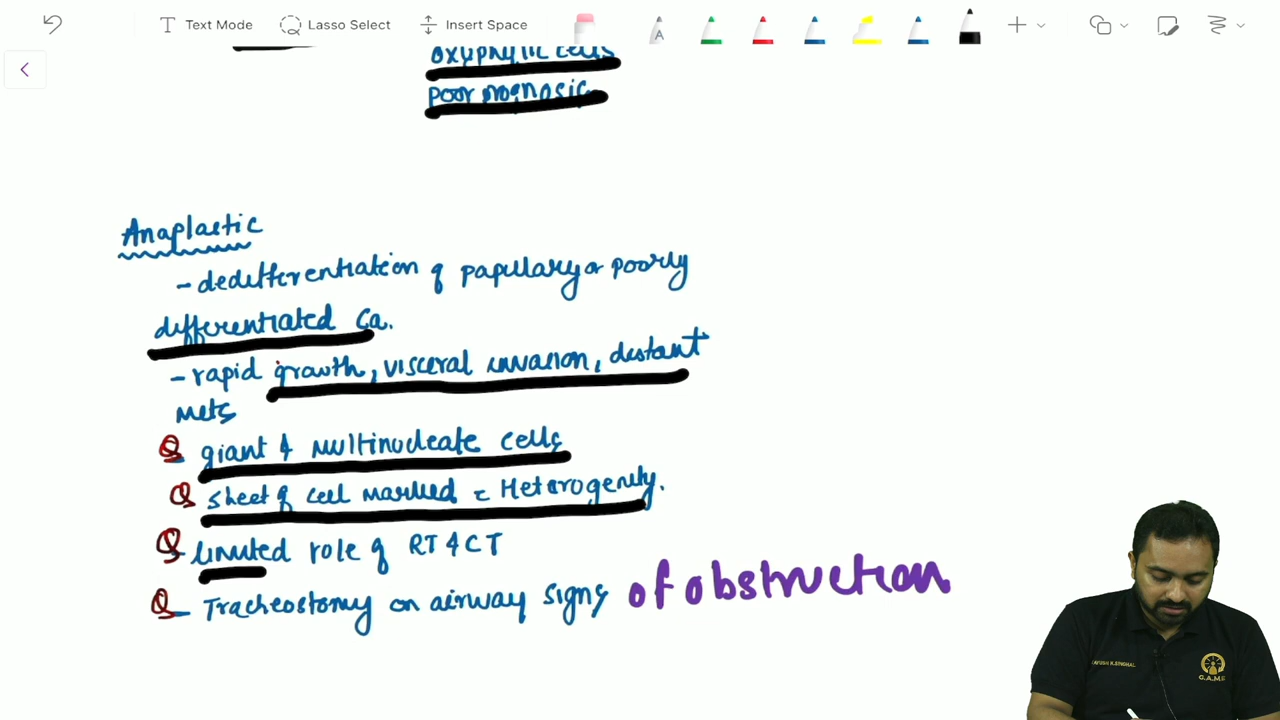 Text Mode Lasso Select Insert Space
A
oxyphylic cells
poor prognosis
Anaplastic
- dedifferentiation of papillary or poorly
differentiated Ca.
- rapid growth, visceral invasion, distant
mets
Q giant & multinucleate cells
Q sheet of cell marked = Heterogenity.
Q limited role of RT & CT
Q Tracheostomy on airway signs of obstruction
G.A.M.S